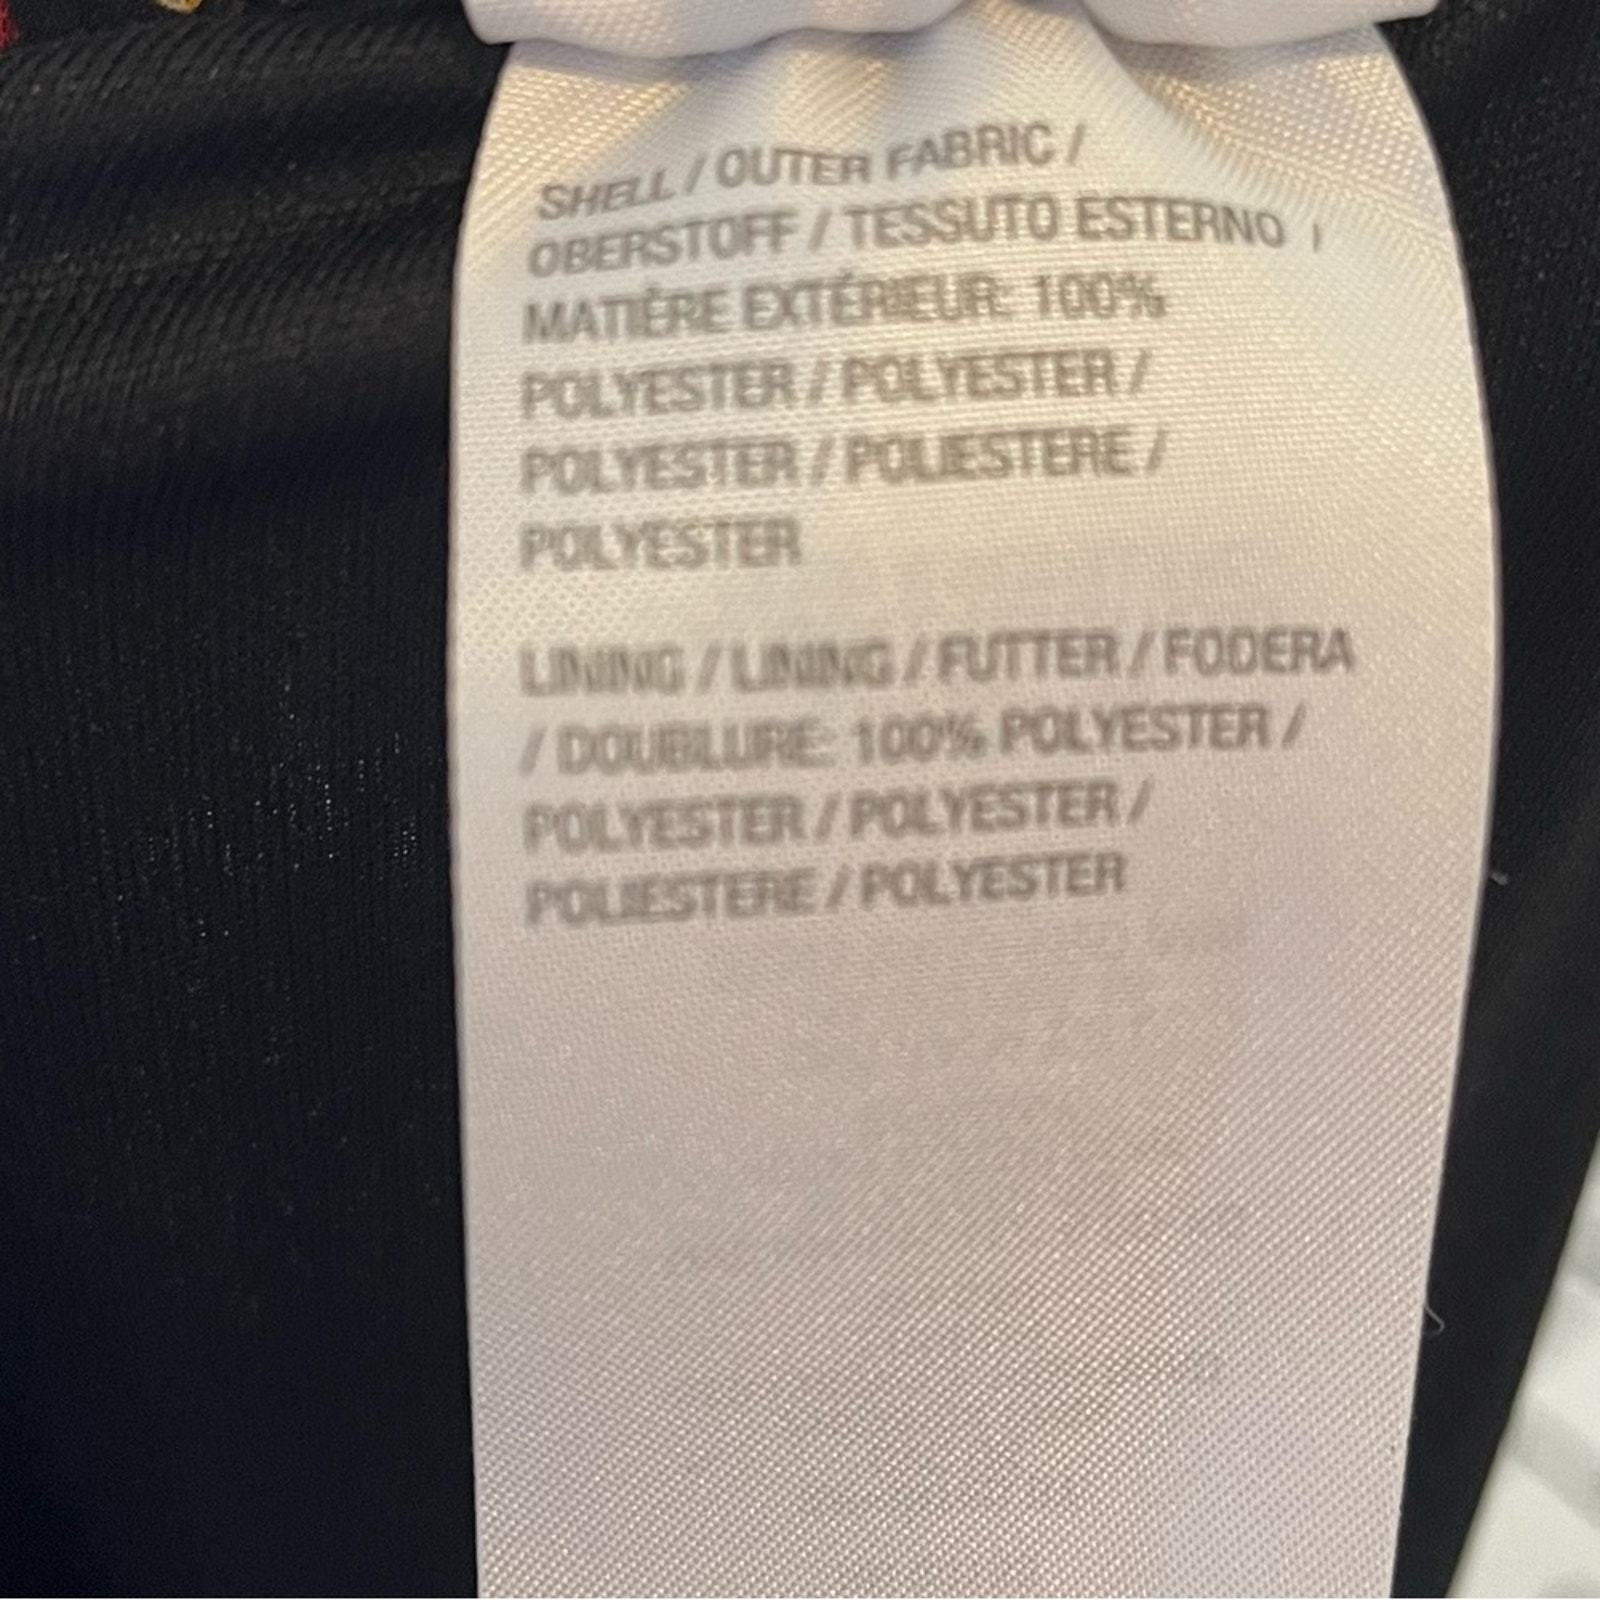 SHELL / OUTER FABRIC /
OBERSTOFF / TESSUTO ESTERNO /
MATIÈRE EXTÉRIEUR: 100%
POLYESTER / POLYESTER /
POLYESTER / POLIESTERE /
POLYESTER
LINING / LINING / FUTTER / FODERA
/ DOUBLURE: 100% POLYESTER /
POLYESTER / POLYESTER /
POLIESTERE / POLYESTER